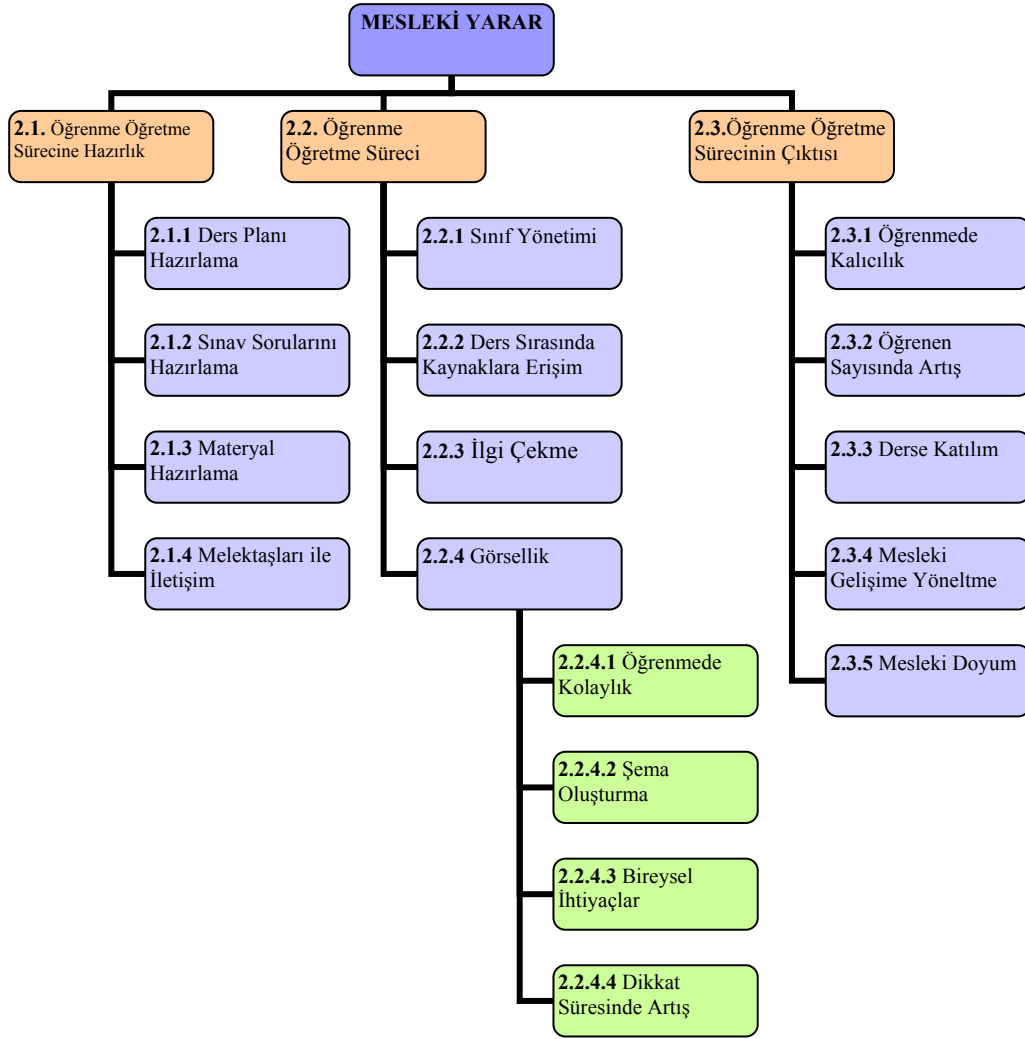 MESLEKİ YARAR
2.1. Öğrenme Öğretme
Sürecine Hazırlık
2.1.1 Ders Planı
Hazırlama
2.1.2 Sınav Sorularını
Hazırlama
2.1.3 Materyal
Hazırlama
2.1.4 Melektaşları ile
İletişim
2.2. Öğrenme
Öğretme Süreci
2.2.1 Sınıf Yönetimi
2.2.2 Ders Sırasında
Kaynaklara Erişim
2.2.3 İlgi Çekme
2.2.4 Görsellik
2.2.4.1 Öğrenmede
Kolaylık
2.2.4.2 Şema
Oluşturma
2.2.4.3 Bireysel
İhtiyaçlar
2.2.4.4 Dikkat
Süresinde Artış
2.3.Öğrenme Öğretme
Sürecinin Çıktısı
2.3.1 Öğrenmede
Kalıcılık
2.3.2 Öğrenen
Sayısında Artış
2.3.3 Derse Katılım
2.3.4 Mesleki
Gelişime Yöneltme
2.3.5 Mesleki Doyum